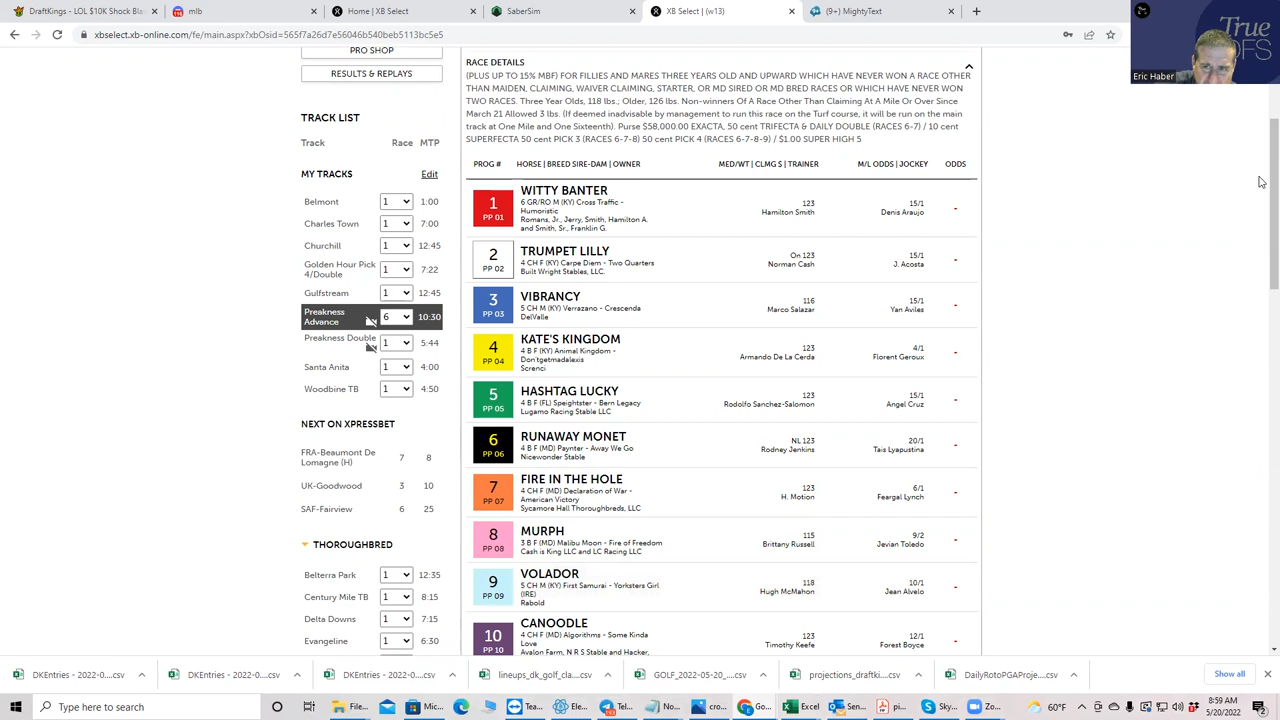 DraftKings - LOL $10K Shock Bla
mlb
Home | XB Select
SaberSim
XB Select | (w13)
(9+) MightyText
xbselect.xb-online.com/fe/main.aspx?xbOsid=565f7a26d7e56046b540beb5113bc5e5
True
DFS
Eric Haber
PRO SHOP
RESULTS & REPLAYS
TRACK LIST
Track Race MTP
MY TRACKS Edit
Belmont 1 1:00
Charles Town 1 7:00
Churchill 1 12:45
Golden Hour Pick
4/Double 1 7:22
Gulfstream 1 12:45
Preakness
Advance 6 10:30
Preakness Double 1 5:44
Santa Anita 1 4:00
Woodbine TB 1 4:50
NEXT ON XPRESSBET
FRA-Beaumont De
Lomagne (H) 7 8
UK-Goodwood 3 10
SAF-Fairview 6 25
THOROUGHBRED
Belterra Park 1 12:35
Century Mile TB 1 8:15
Delta Downs 1 7:15
Evangeline 1 6:30
RACE DETAILS
(PLUS UP TO 15% MBF) FOR FILLIES AND MARES THREE YEARS OLD AND UPWARD WHICH HAVE NEVER WON A RACE OTHER
THAN MAIDEN, CLAIMING, WAIVER CLAIMING, STARTER, OR MD SIRED OR MD BRED RACES OR WHICH HAVE NEVER WON
TWO RACES. Three Year Olds, 118 lbs.; Older, 126 lbs. Non-winners Of A Race Other Than Claiming At A Mile Or Over Since
March 21 Allowed 3 lbs. (If deemed inadvisable by management to run this race on the Turf course, it will be run on the main
track at One Mile and One Sixteenth). Purse $58,000.00 EXACTA, 50 cent TRIFECTA & DAILY DOUBLE (RACES 6-7) / 10 cent
SUPERFECTA 50 cent PICK 3 (RACES 6-7-8) 50 cent PICK 4 (RACES 6-7-8-9) / $1.00 SUPER HIGH 5
PROG # HORSE | BREED SIRE-DAM | OWNER MED/WT | CLMG $ | TRAINER M/L ODDS | JOCKEY ODDS
1
PP 01
WITTY BANTER
6 GR/RO M (KY) Cross Traffic -
Humoristic
Romans, Jr., Jerry, Smith, Hamilton A.
and Smith, Sr., Franklin G.
123
Hamilton Smith
15/1
Denis Araujo
-
2
PP 02
TRUMPET LILLY
4 CH F (KY) Carpe Diem - Two Quarters
Built Wright Stables, LLC.
On 123
Norman Cash
15/1
J. Acosta
-
3
PP 03
VIBRANCY
5 CH M (KY) Verrazano - Crescenda
DelValle
116
Marco Salazar
15/1
Yan Aviles
-
4
PP 04
KATE'S KINGDOM
4 B F (KY) Animal Kingdom -
Don'tgetmadalexis
Screnci
123
Armando De La Cerda
4/1
Florent Geroux
-
5
PP 05
HASHTAG LUCKY
4 B F (FL) Speightster - Bern Legacy
Lugamo Racing Stable LLC
123
Rodolfo Sanchez-Salomon
15/1
Angel Cruz
-
6
PP 06
RUNAWAY MONET
4 B F (MD) Paynter - Away We Go
Nicewonder Stable
NL 123
Rodney Jenkins
20/1
Tais Lyapustina
-
7
PP 07
FIRE IN THE HOLE
4 CH F (MD) Declaration of War -
American Victory
Sycamore Hall Thoroughbreds, LLC
123
H. Motion
6/1
Feargal Lynch
-
8
PP 08
MURPH
3 B F (MD) Malibu Moon - Fire of Freedom
Cash is King LLC and LC Racing LLC
115
Brittany Russell
9/2
Jevian Toledo
-
9
PP 09
VOLADOR
5 CH M (KY) First Samurai - Yorksters Girl
(IRE)
Rabold
118
Hugh McMahon
10/1
Jean Alvelo
-
10
PP 10
CANOODLE
4 CH F (MD) Algorithms - Some Kinda
Love
Avalon Farm, N R S Stable and Hacker,
123
Timothy Keefe
12/1
Forest Boyce
-
DKEntries - 2022-0....csv
DKEntries - 2022-0....csv
DKEntries - 2022-0....csv
lineups_dk_golf_cla....csv
GOLF_2022-05-20_....csv
projections_draftki....csv
DailyRotoPGAProje....csv
Show all
Type here to search
File...
Micr...
Team...
Ele...
Tel...
No...
crow...
Go...
Excel
Sen...
pi...
Sky...
Zoo...
60°F
8:59 AM
5/20/2022